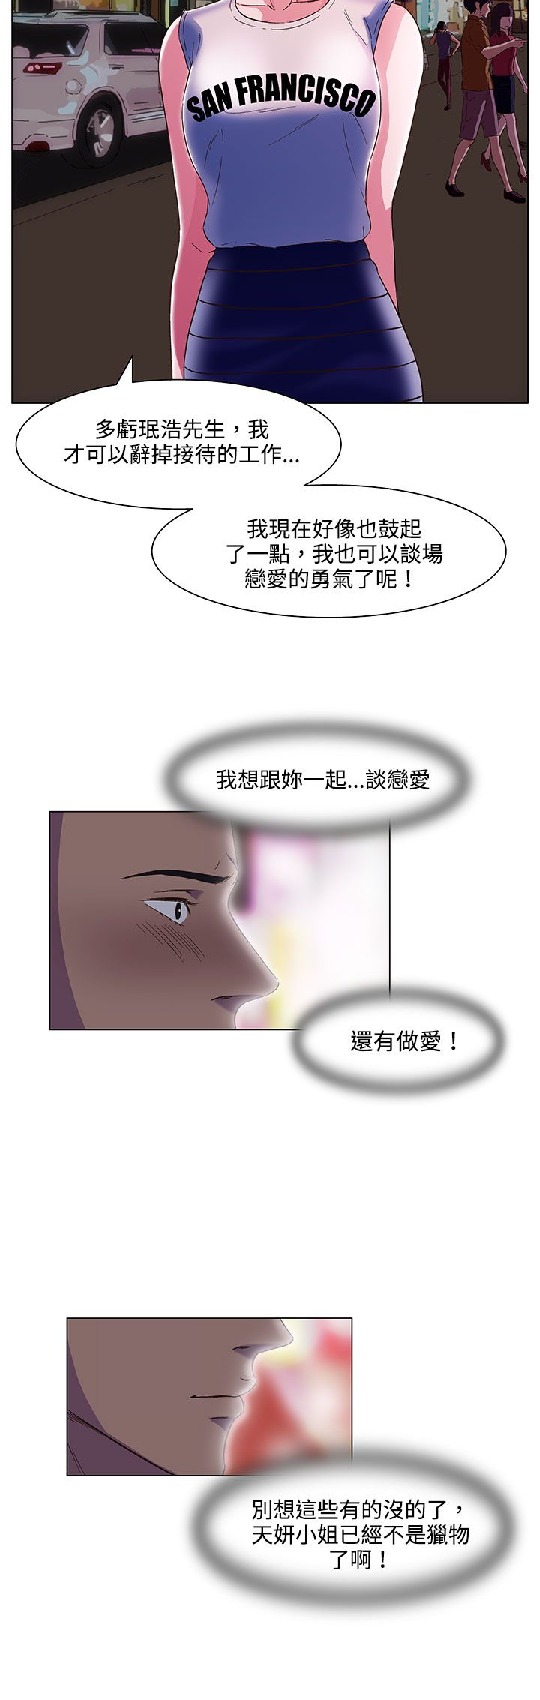 SAN FRANCISCO
多虧珉浩先生，我
才可以辭掉接待的工作...
我現在好像也鼓起
了一點，我也可以談場
戀愛的勇氣了呢！
我想跟妳一起...談戀愛
還有做愛！
別想這些有的沒的了，
天妍小姐已經不是獵物
了啊！